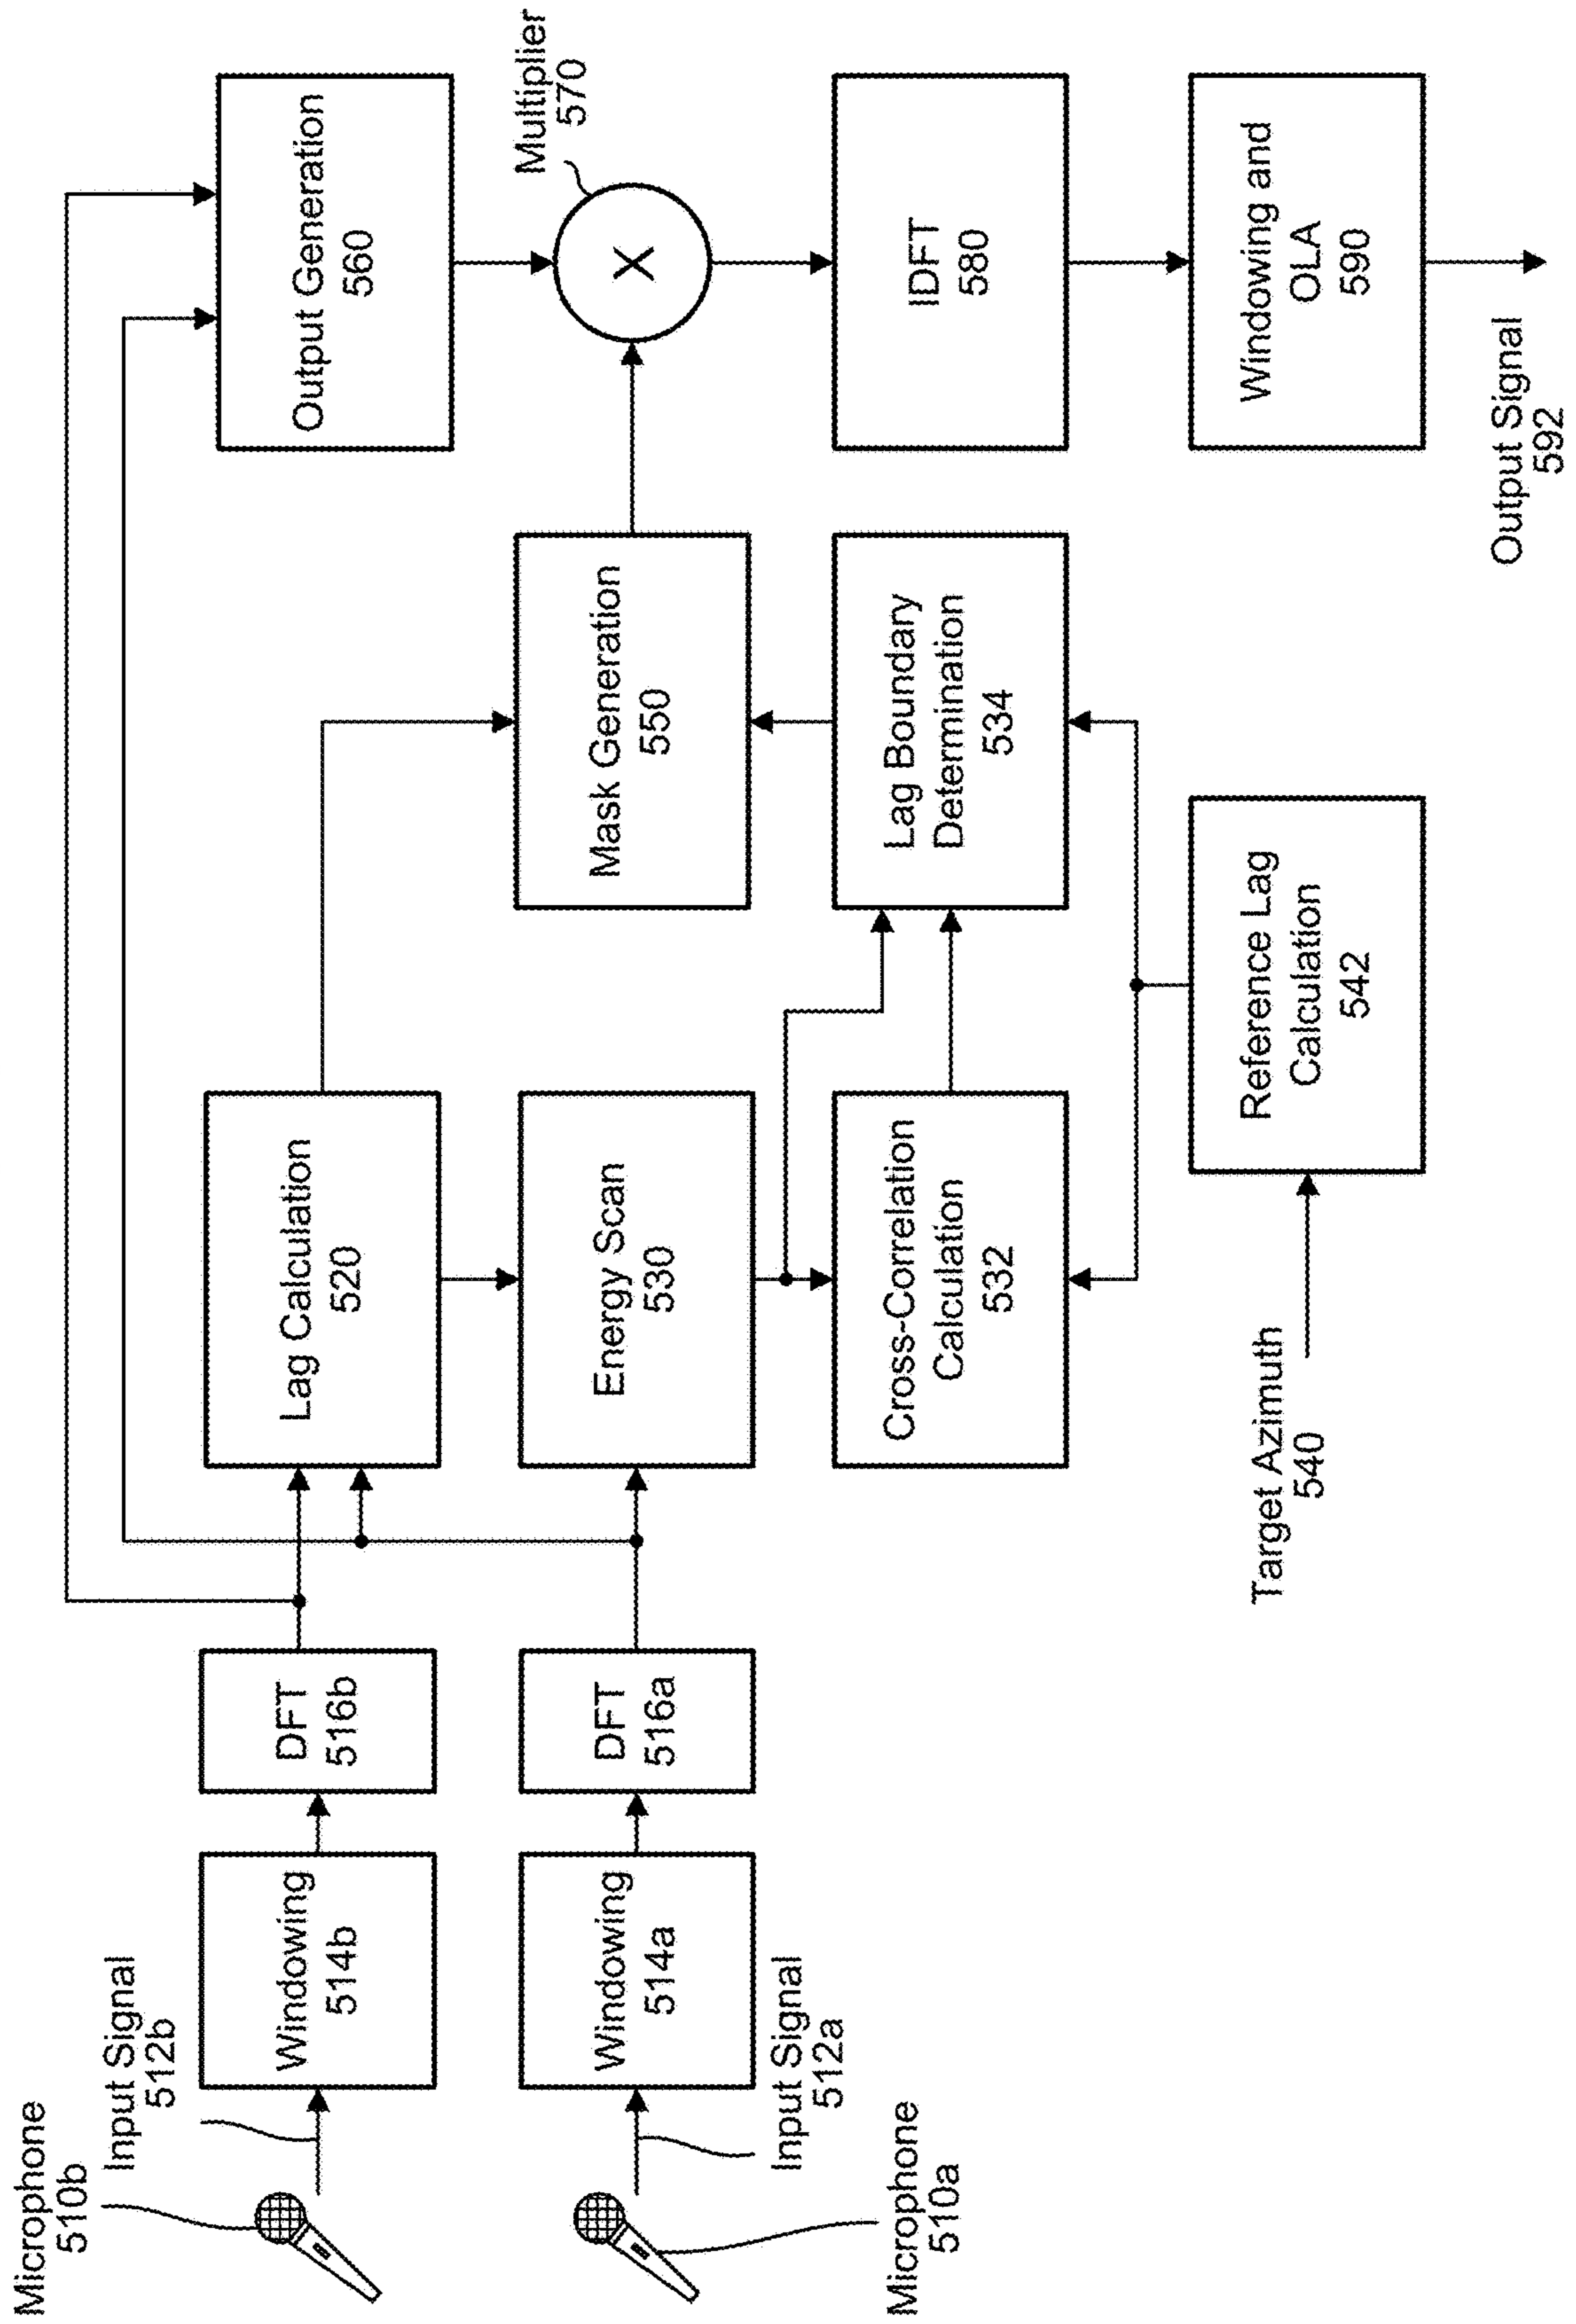 Microphone
510b
Input Signal
512b
Windowing
514b
DFT
516b
Microphone
510a
Input Signal
512a
Windowing
514a
DFT
516a
Lag Calculation
520
Energy Scan
530
Cross-Correlation
Calculation
532
Target Azimuth
540
Reference Lag
Calculation
542
Mask Generation
550
Lag Boundary
Determination
534
Output Generation
560
Multiplier
570
X
IDFT
580
Windowing and
OLA
590
Output Signal
592